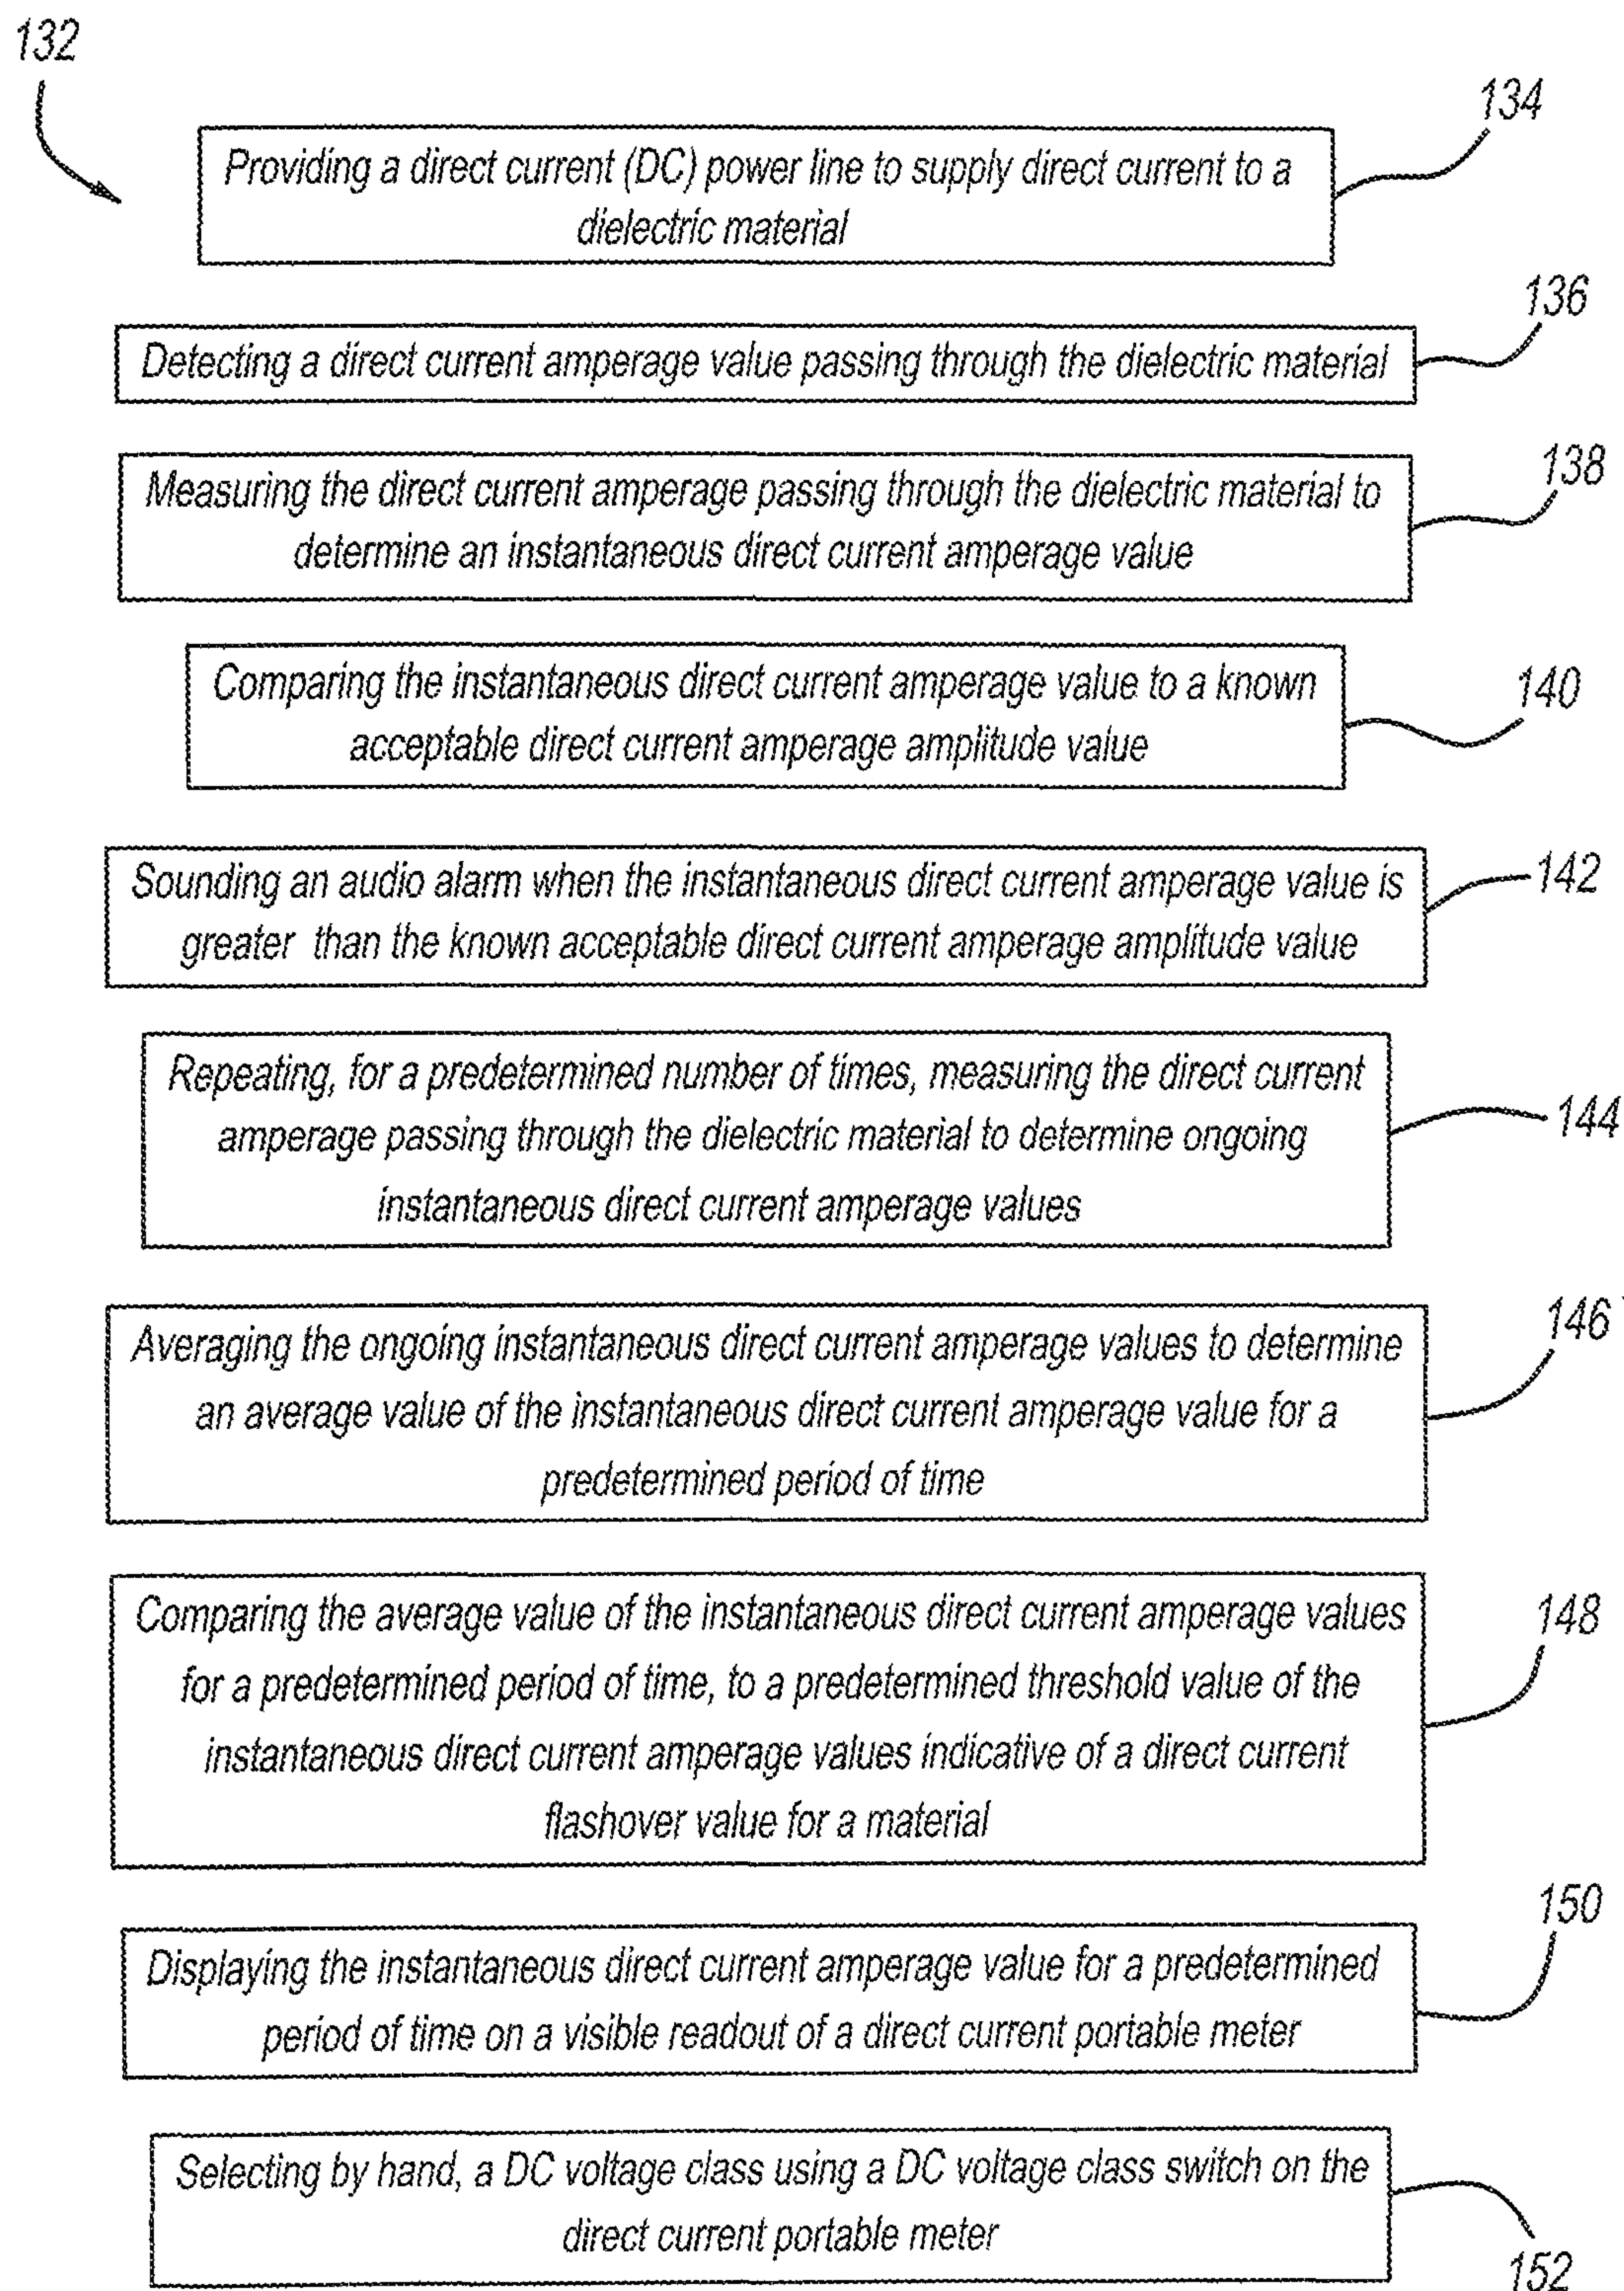 132
134
Providing a direct current (DC) power line to supply direct current to a
dielectric material
136
Detecting a direct current amperage value passing through the dielectric material
138
Measuring the direct current amperage passing through the dielectric material to
determine an instantaneous direct current amperage value
140
Comparing the instantaneous direct current amperage value to a known
acceptable direct current amperage amplitude value
142
Sounding an audio alarm when the instantaneous direct current amperage value is
greater than the known acceptable direct current amperage amplitude value
144
Repeating, for a predetermined number of times, measuring the direct current
amperage passing through the dielectric material to determine ongoing
instantaneous direct current amperage values
146
Averaging the ongoing instantaneous direct current amperage values to determine
an average value of the instantaneous direct current amperage value for a
predetermined period of time
148
Comparing the average value of the instantaneous direct current amperage values
for a predetermined period of time, to a predetermined threshold value of the
instantaneous direct current amperage values indicative of a direct current
flashover value for a material
150
Displaying the instantaneous direct current amperage value for a predetermined
period of time on a visible readout of a direct current portable meter
Selecting by hand, a DC voltage class using a DC voltage class switch on the
direct current portable meter
152